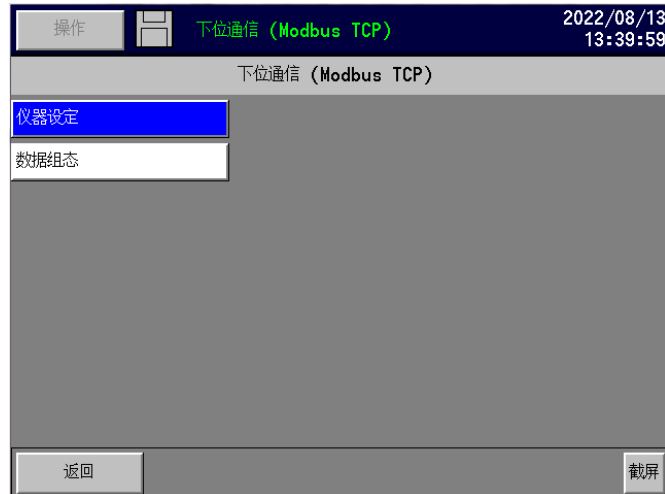 操作
下位通信 (Modbus TCP)
2022/08/13
13:39:59
下位通信 (Modbus TCP)
仪器设定
数据组态
返回
截屏